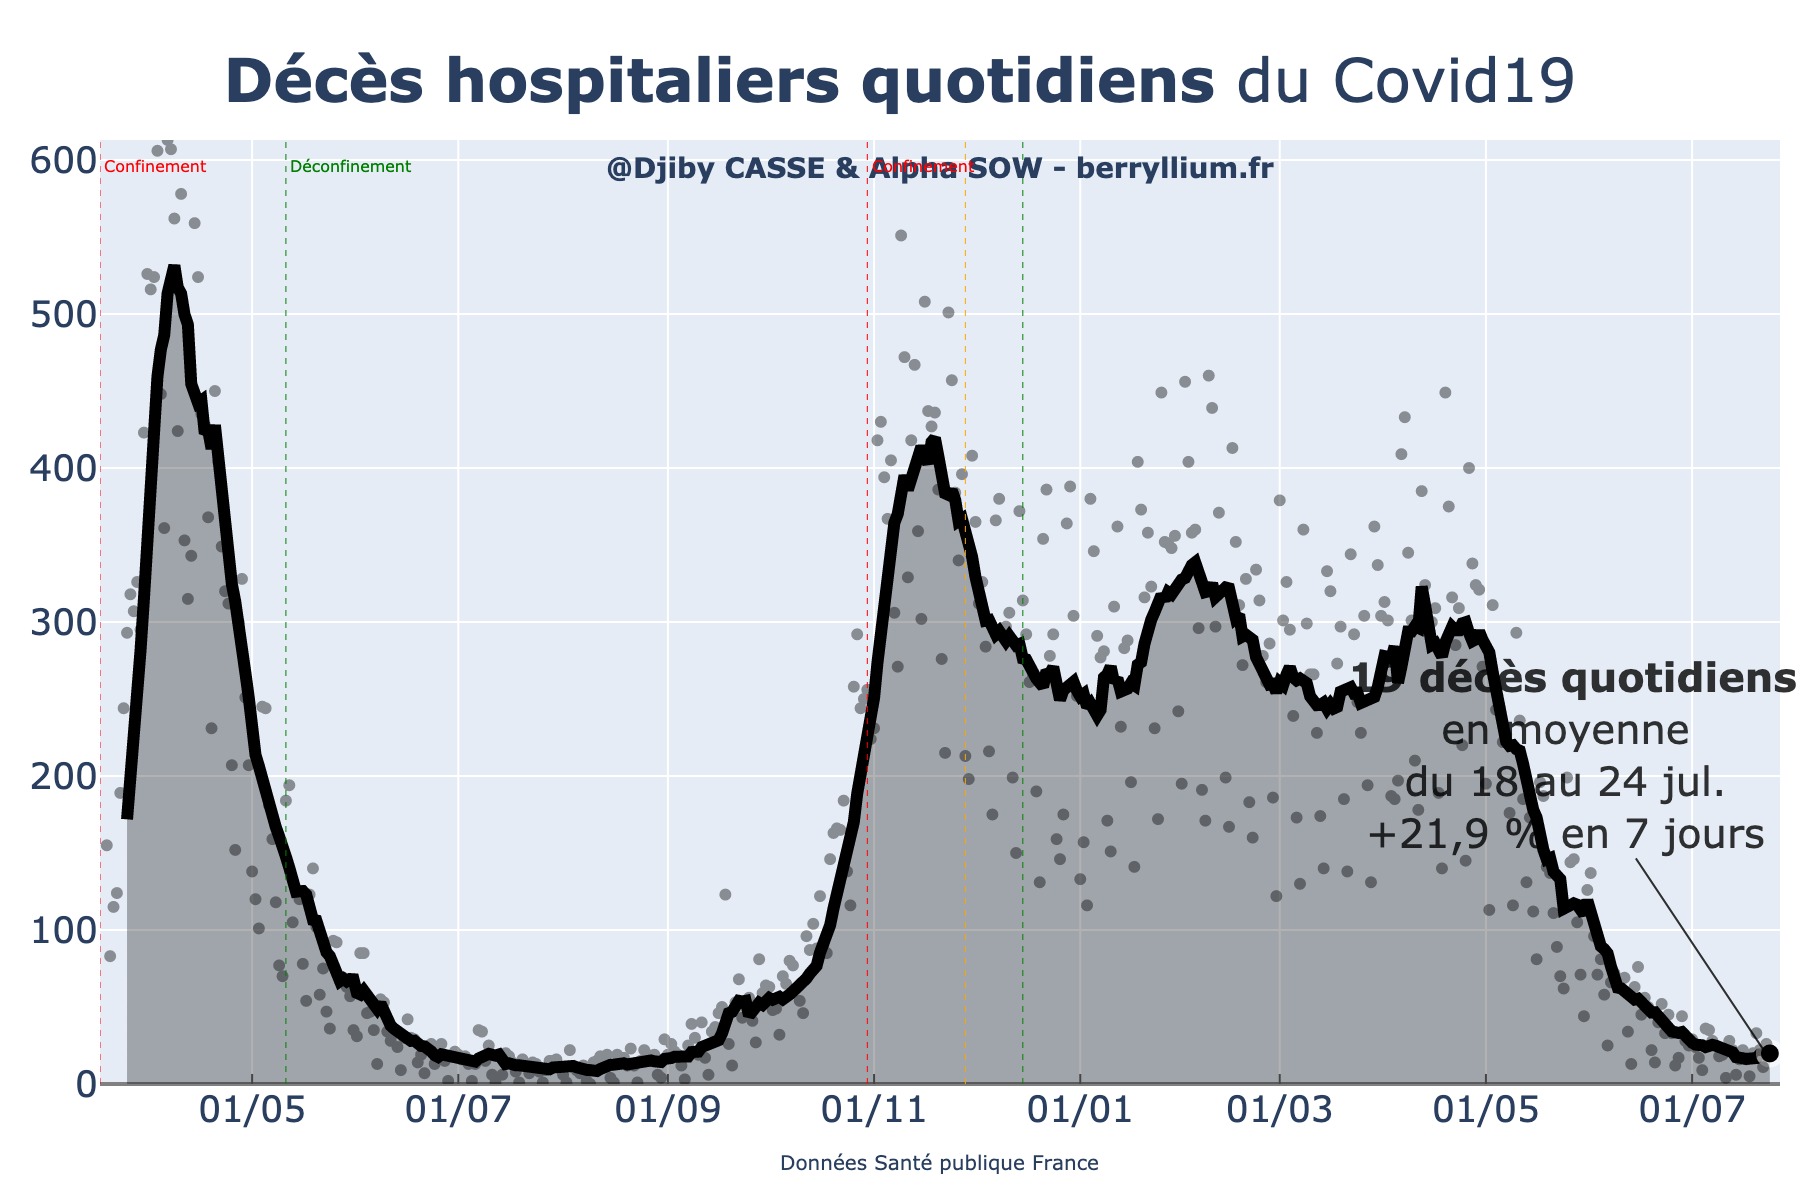 Décès hospitaliers quotidiens du Covid19
600
Confinement
Déconfinement
@Djiby CASSE & Alpha SOW - berryllium.fr
Confinement
500
400
300
19 décès quotidiens
en moyenne
du 18 au 24 jul.
+21,9 % en 7 jours
200
100
0
01/05
01/07
01/09
01/11
01/01
01/03
01/05
01/07
Données Santé publique France